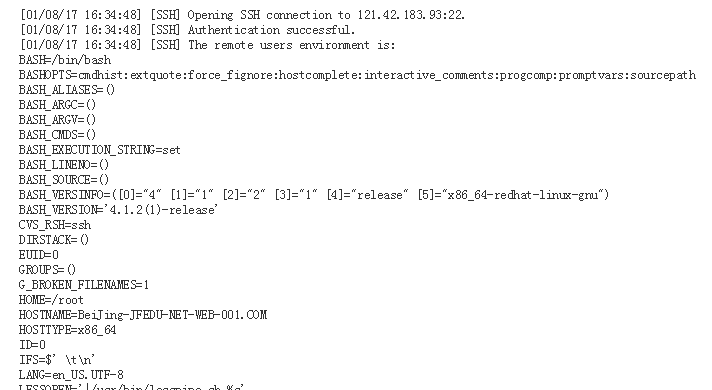 [01/08/17 16:34:48] [SSH] Opening SSH connection to 121.42.183.93:22.
[01/08/17 16:34:48] [SSH] Authentication successful.
[01/08/17 16:34:48] [SSH] The remote users environment is:
BASH=/bin/bash
BASHOPTS=cmdhist:extquote:force_fignore:hostcomplete:interactive_comments:progcomp:promptvars:sourcepath
BASH_ALIASES=()
BASH_ARGC=()
BASH_ARGV=()
BASH_CMDS=()
BASH_EXECUTION_STRING=set
BASH_LINENO=()
BASH_SOURCE=()
BASH_VERSINFO=([0]="4" [1]="1" [2]="2" [3]="1" [4]="release" [5]="x86_64-redhat-linux-gnu")
BASH_VERSION='4.1.2(1)-release'
CVS_RSH=ssh
DIRSTACK=()
EUID=0
GROUPS=()
G_BROKEN_FILENAMES=1
HOME=/root
HOSTNAME=BeiJing-JFEDU-NET-WEB-001.COM
HOSTTYPE=x86_64
ID=0
IFS=$' \t\n'
LANG=en_US.UTF-8
LESSOPEN='|/usr/bin/lesspipe.sh %s'